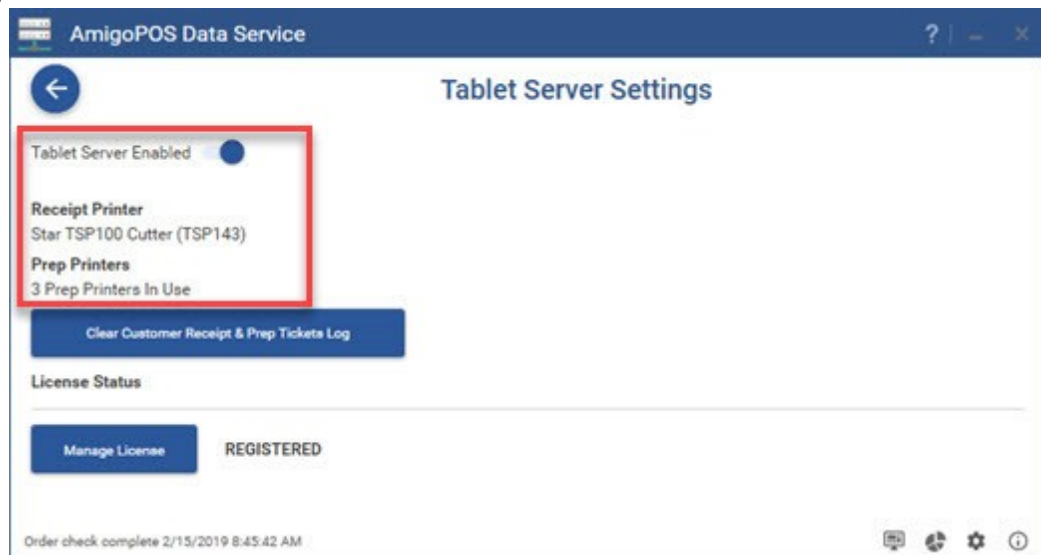 AmigoPOS Data Service
?
Tablet Server Settings
Tablet Server Enabled
Receipt Printer
Star TSP100 Cutter (TSP143)
Prep Printers
3 Prep Printers In Use
Clear Customer Receipt & Prep Tickets Log
License Status
Manage License REGISTERED
Order check complete 2/15/2019 8:45:42 AM